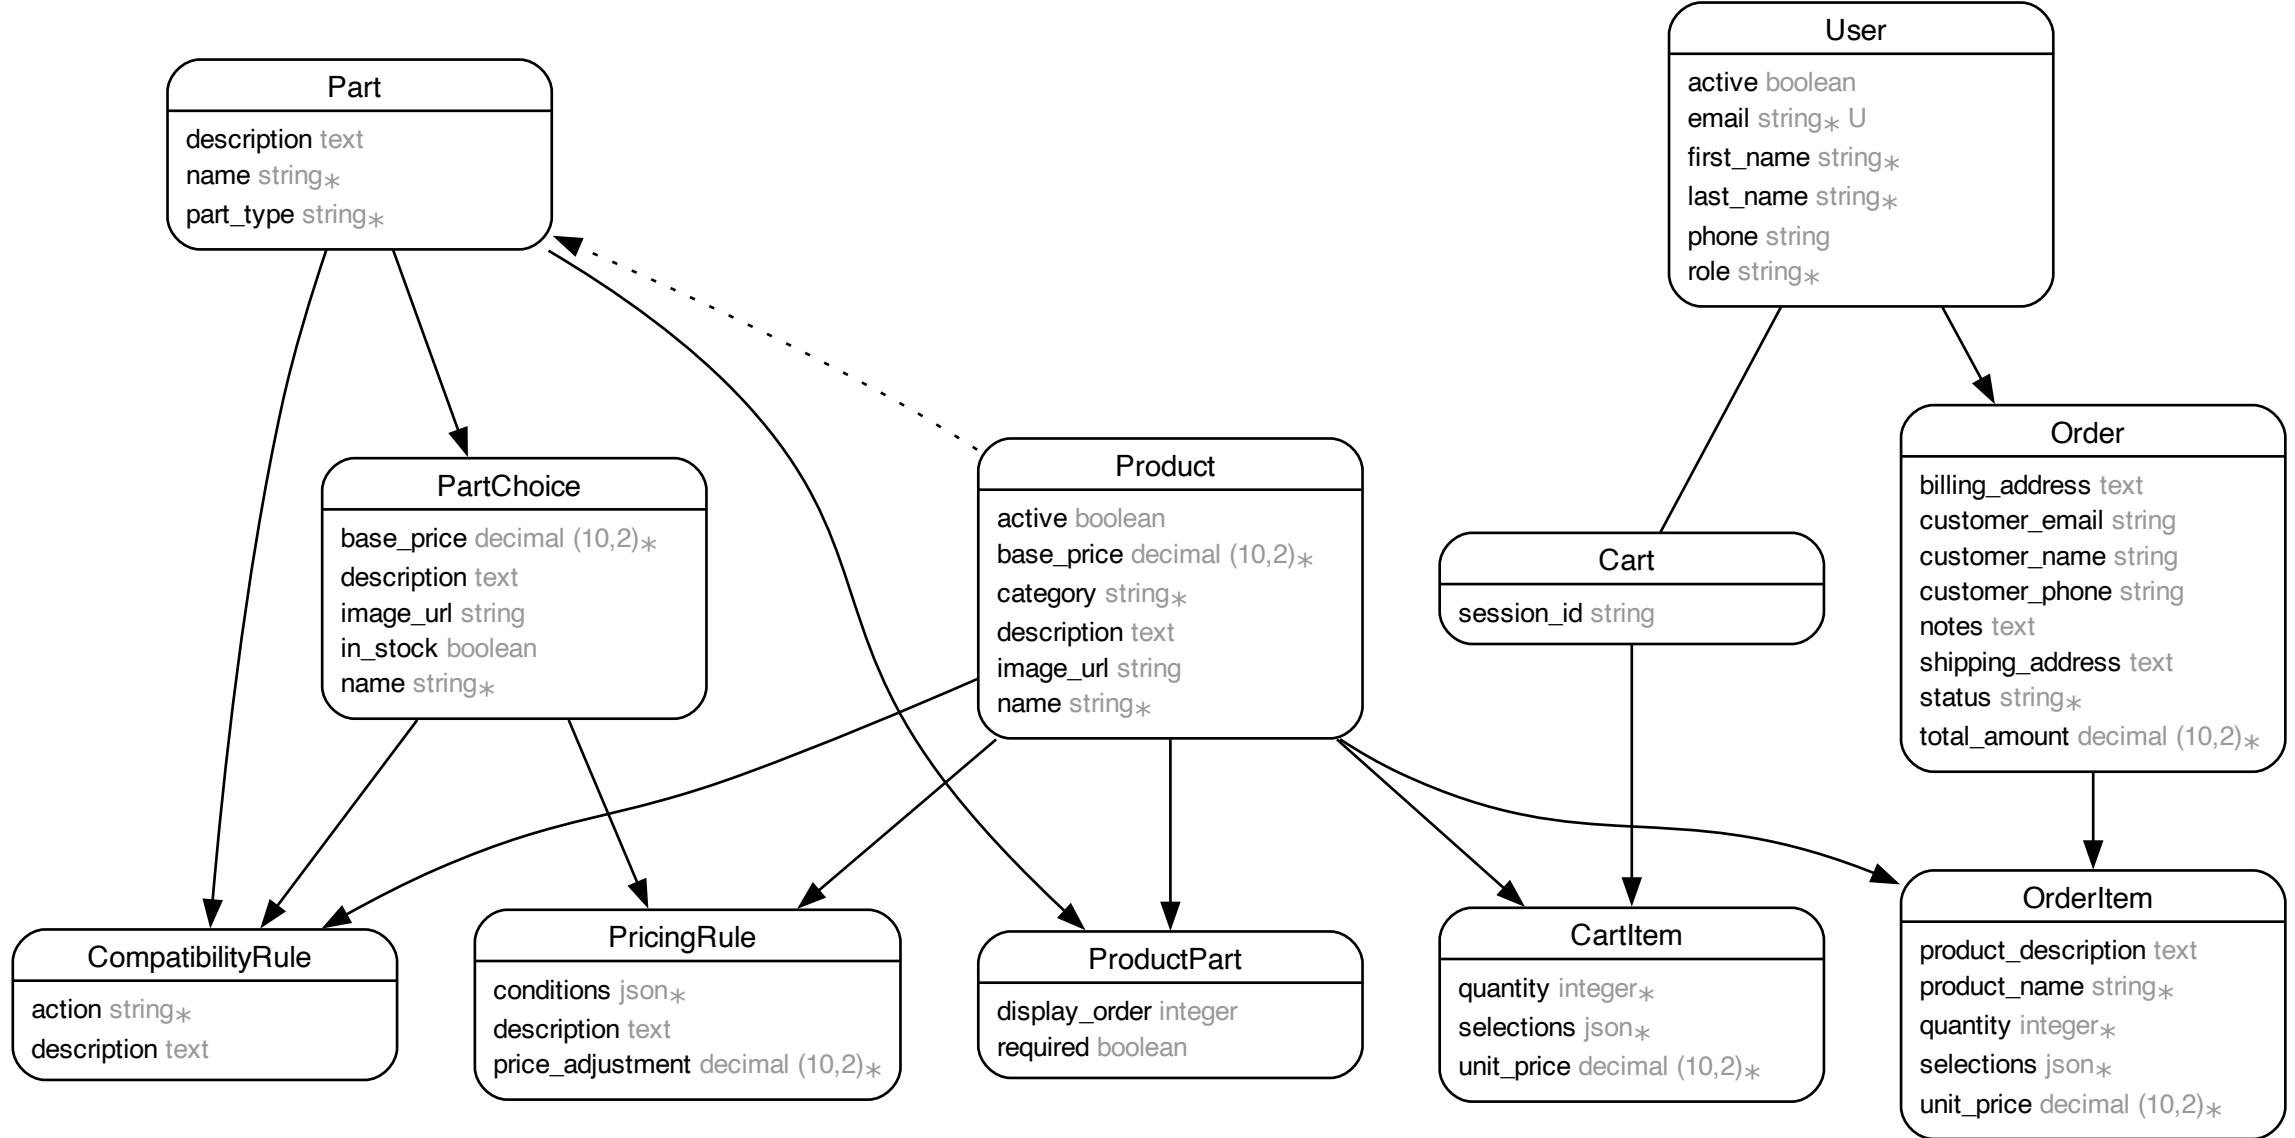 Part
description text
name string∗
part_type string∗
User
active boolean
email string∗ U
first_name string∗
last_name string∗
phone string
role string∗
PartChoice
base_price decimal (10,2)∗
description text
image_url string
in_stock boolean
name string∗
Product
active boolean
base_price decimal (10,2)∗
category string∗
description text
image_url string
name string∗
Cart
session_id string
Order
billing_address text
customer_email string
customer_name string
customer_phone string
notes text
shipping_address text
status string∗
total_amount decimal (10,2)∗
CompatibilityRule
action string∗
description text
PricingRule
conditions json∗
description text
price_adjustment decimal (10,2)∗
ProductPart
display_order integer
required boolean
CartItem
quantity integer∗
selections json∗
unit_price decimal (10,2)∗
OrderItem
product_description text
product_name string∗
quantity integer∗
selections json∗
unit_price decimal (10,2)∗